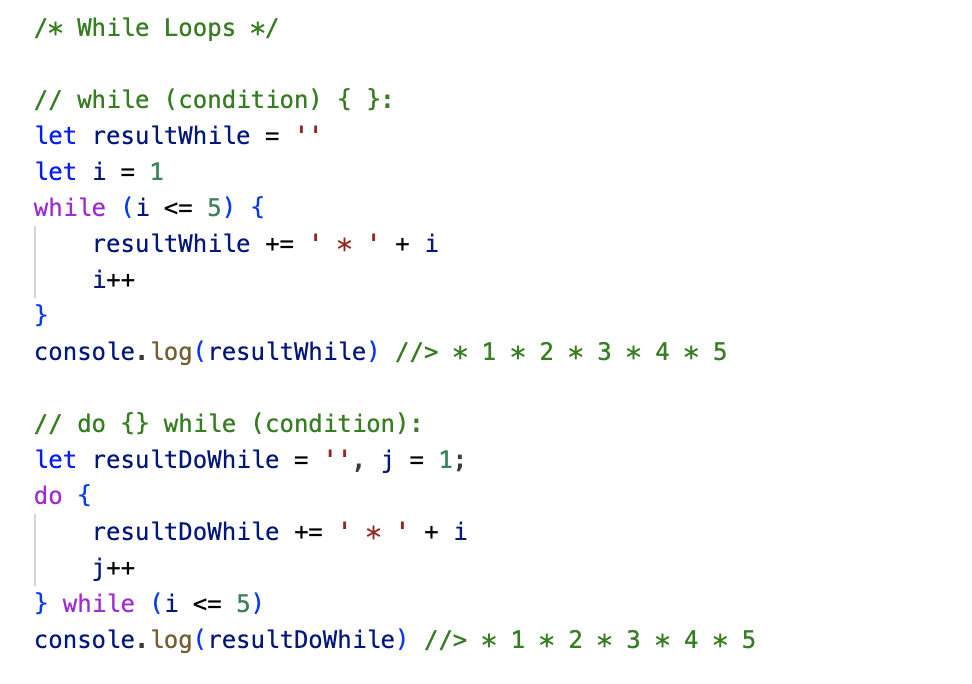 /* While Loops */
// while (condition) { }:
let resultWhile = ''
let i = 1
while (i <= 5) {
    resultWhile += ' * ' + i
    i++
}
console.log(resultWhile) //> * 1 * 2 * 3 * 4 * 5
// do {} while (condition):
let resultDoWhile = '', j = 1;
do {
    resultDoWhile += ' * ' + i
    j++
} while (i <= 5)
console.log(resultDoWhile) //> * 1 * 2 * 3 * 4 * 5